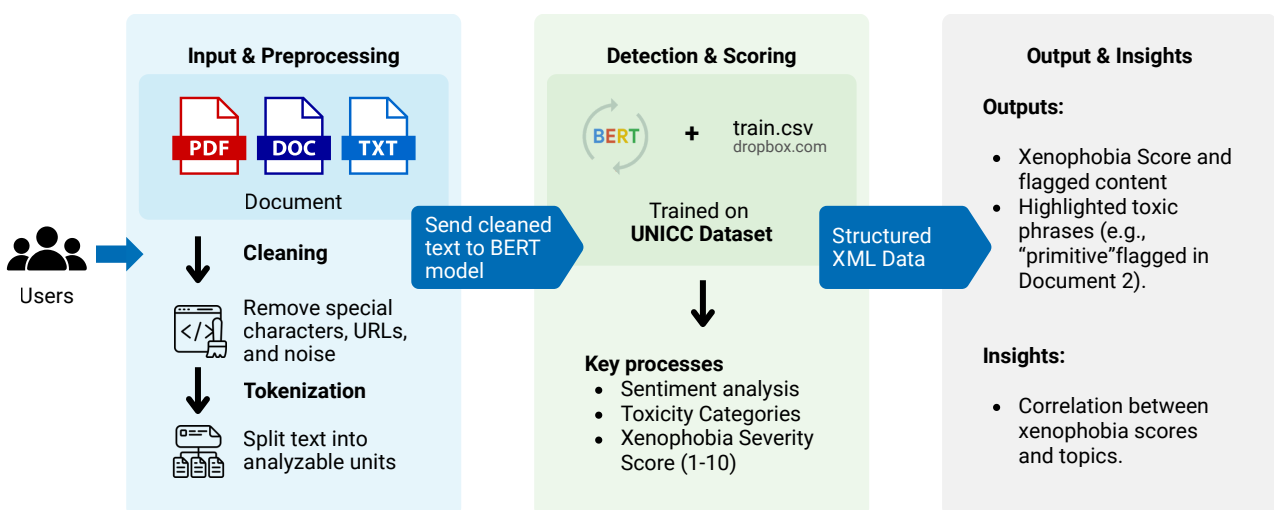 Input & Preprocessing
PDF
DOC
TXT
Document
Users
Cleaning
</>
Remove special
characters, URLs,
and noise
Tokenization
Split text into
analyzable units
Send cleaned
text to BERT
model
Detection & Scoring
BERT
+
train.csv
dropbox.com
Trained on
UNICC Dataset
Key processes
• Sentiment analysis
• Toxicity Categories
• Xenophobia Severity
Score (1-10)
Structured
XML Data
Output & Insights
Outputs:
• Xenophobia Score and
flagged content
• Highlighted toxic
phrases (e.g.,
“primitive”flagged in
Document 2).
Insights:
• Correlation between
xenophobia scores
and topics.